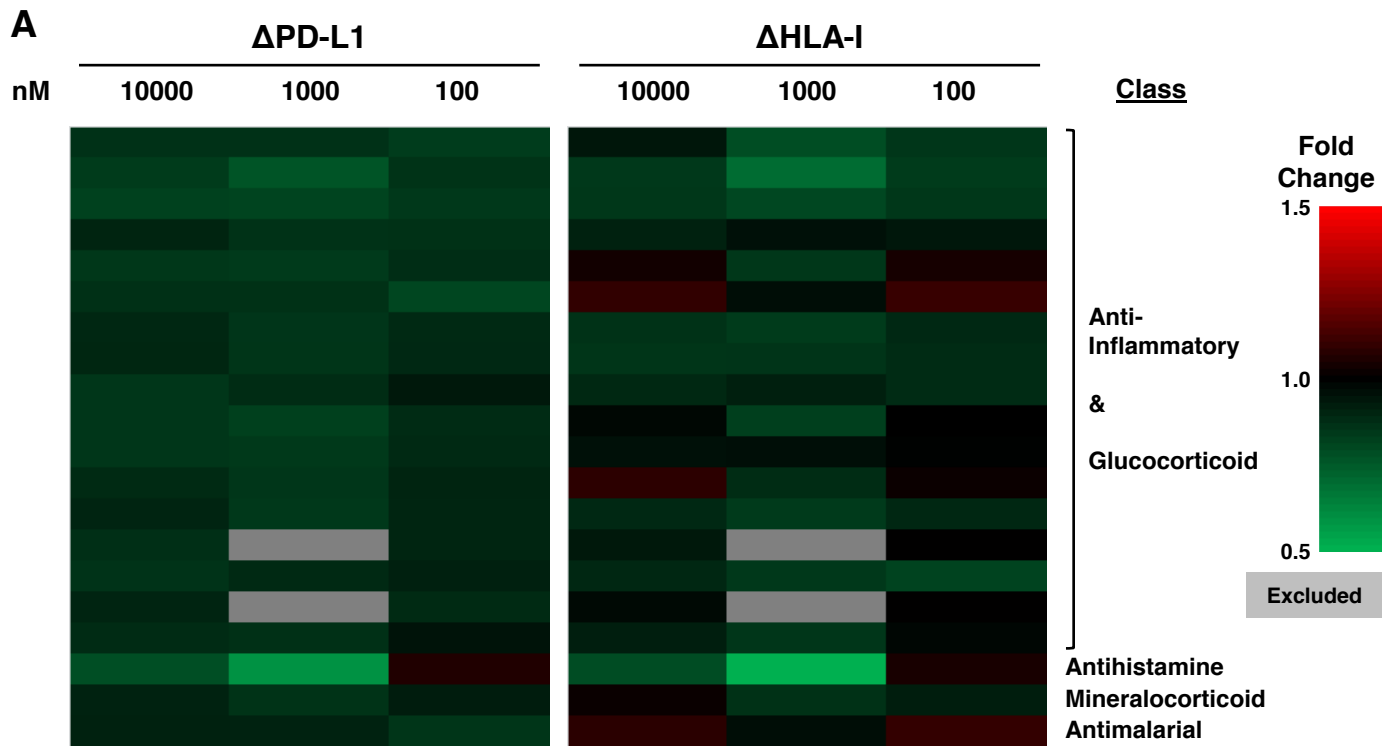 A
ΔPD-L1 ΔHLA-I
nM 10000 1000 100 10000 1000 100 Class
Fold
Change
1.5
Anti-
Inflammatory
1.0
&
Glucocorticoid
0.5
Excluded
Antihistamine
Mineralocorticoid
Antimalarial